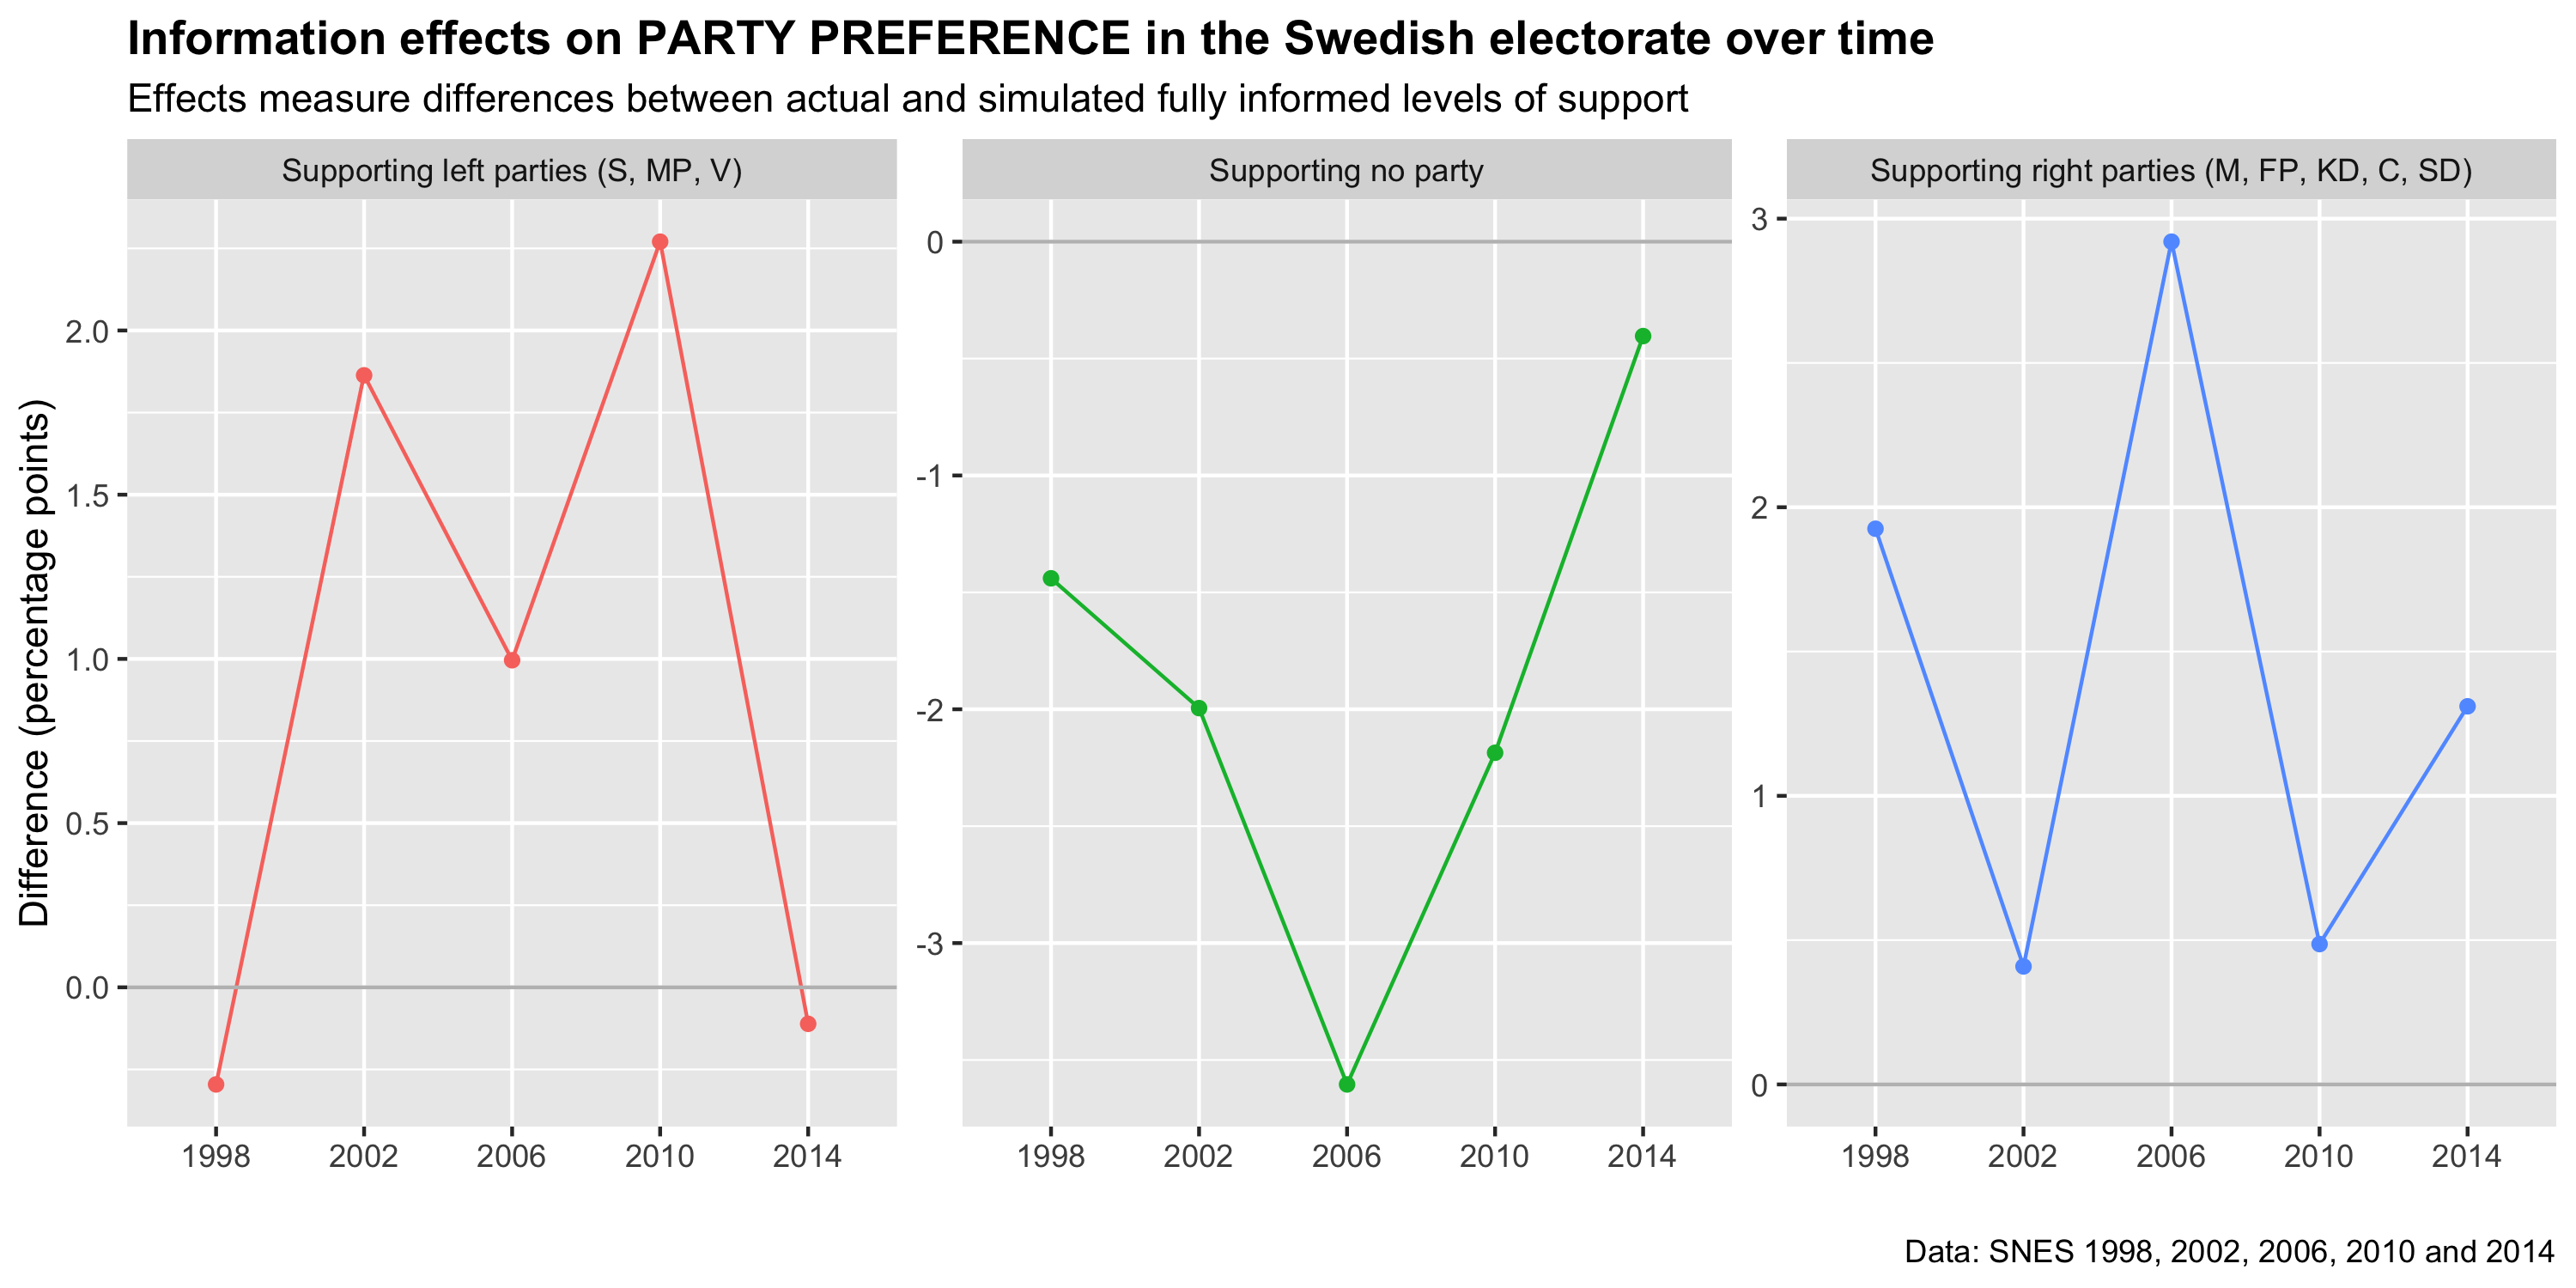 Information effects on PARTY PREFERENCE in the Swedish electorate over time
Effects measure differences between actual and simulated fully informed levels of support
Difference (percentage points)
Supporting left parties (S, MP, V)
2.0
1.5
1.0
0.5
0.0
1998 2002 2006 2010 2014
Supporting no party
0
-1
-2
-3
1998 2002 2006 2010 2014
Supporting right parties (M, FP, KD, C, SD)
3
2
1
0
1998 2002 2006 2010 2014
Data: SNES 1998, 2002, 2006, 2010 and 2014